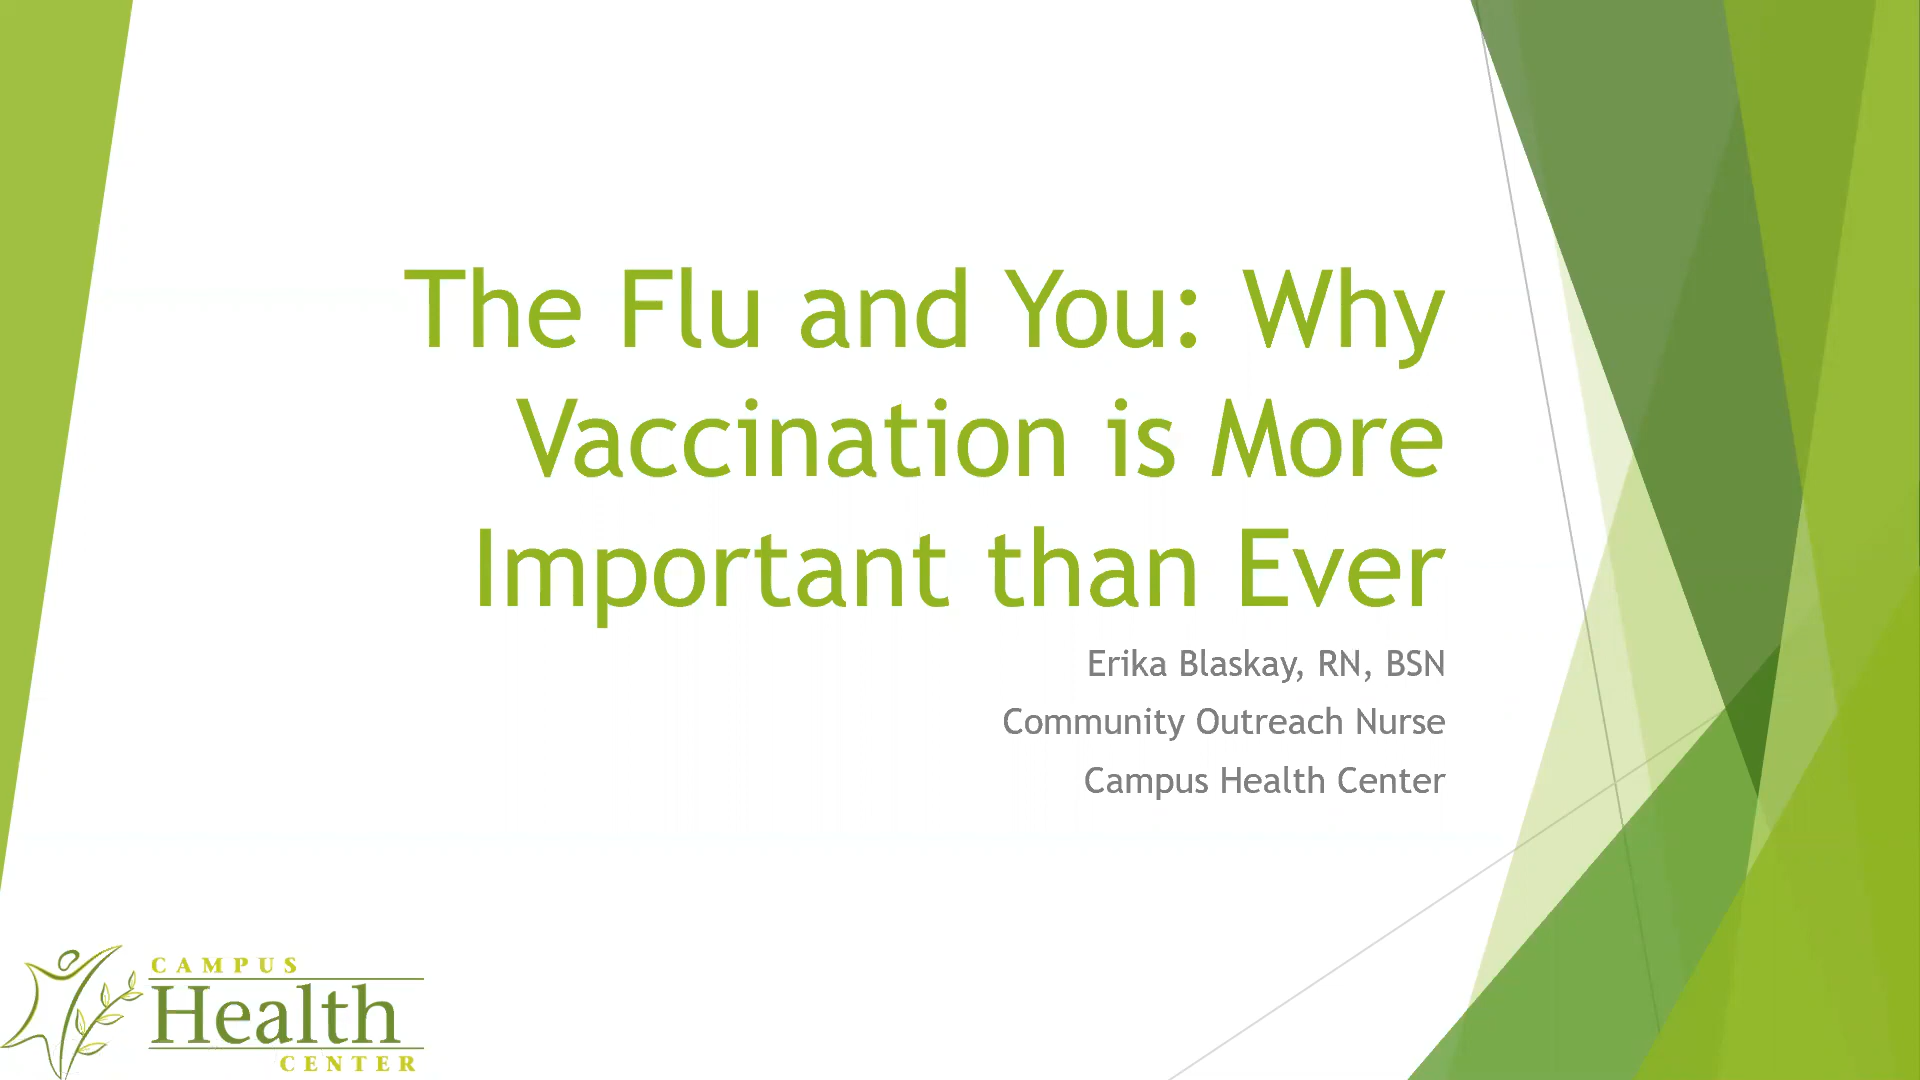 The Flu and You: Why
Vaccination is More
Important than Ever
Erika Blaskay, RN, BSN
Community Outreach Nurse
Campus Health Center
CAMPUS
Health
CENTER